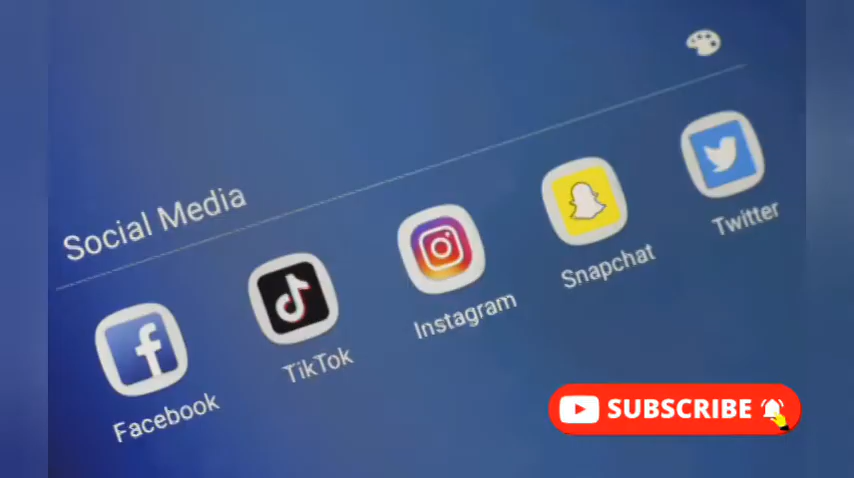 Social Media
Facebook
TikTok
Instagram
Snapchat
Twitter
SUBSCRIBE